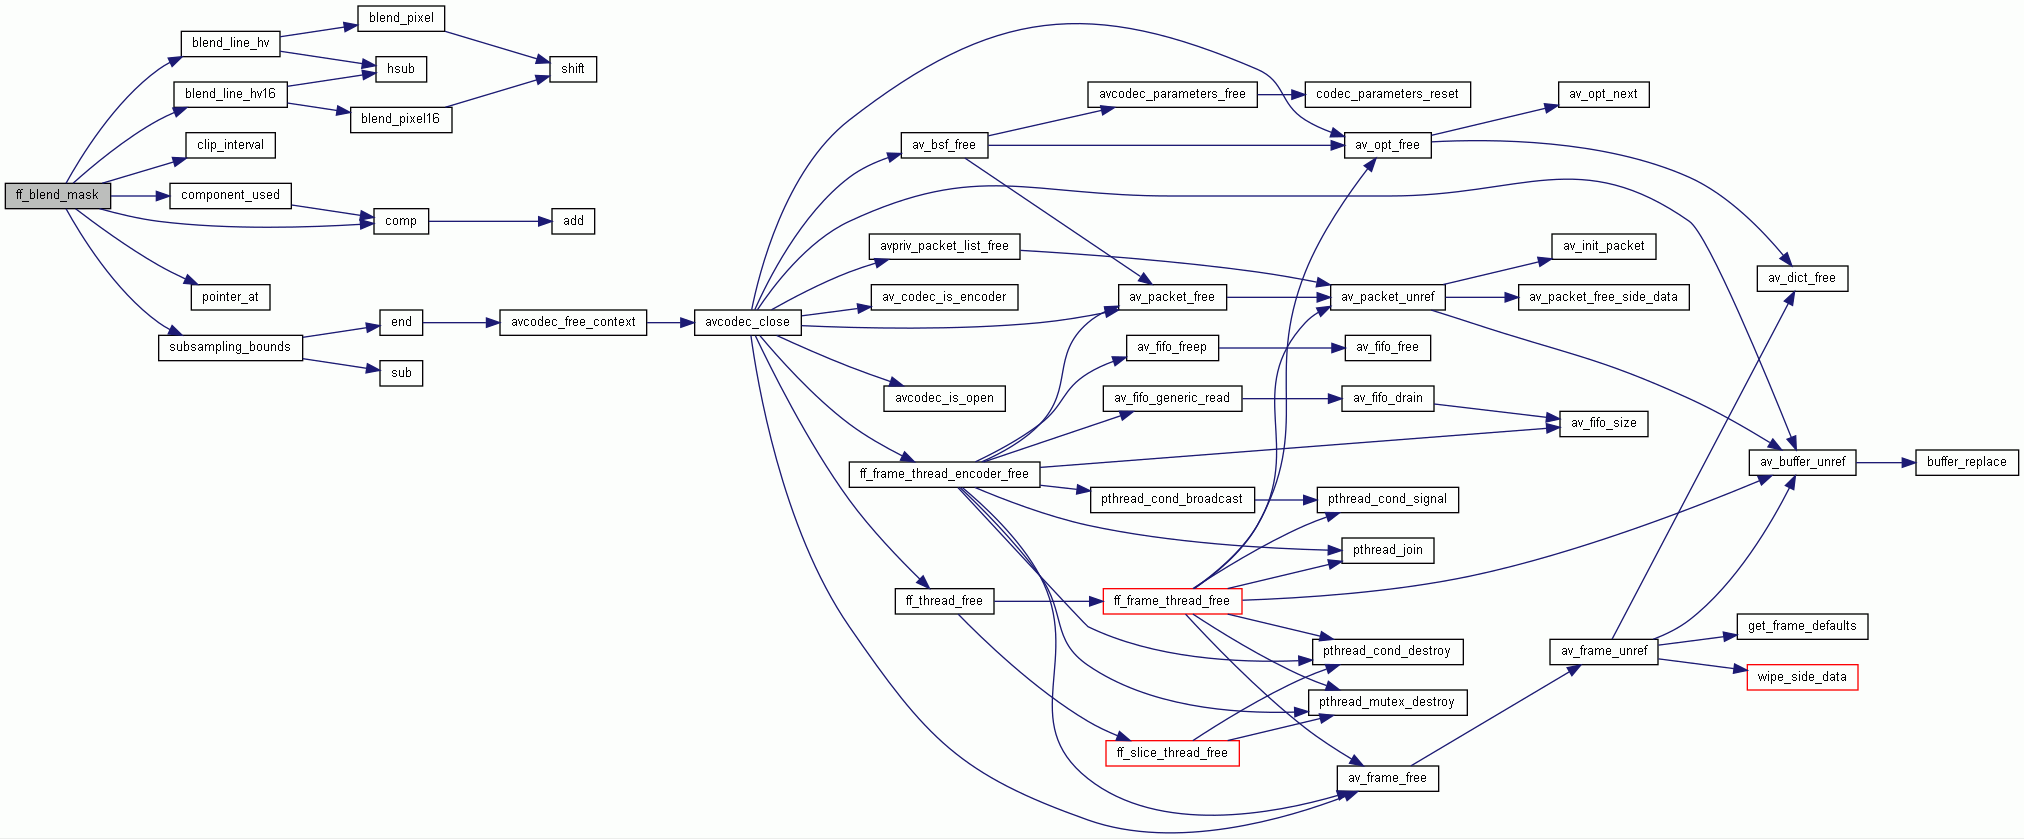 ff_blend_mask
blend_line_hv
blend_line_hv16
clip_interval
component_used
pointer_at
subsampling_bounds
blend_pixel
hsub
blend_pixel16
comp
end
sub
shift
add
avcodec_free_context
avcodec_close
av_bsf_free
avpriv_packet_list_free
av_codec_is_encoder
avcodec_is_open
ff_frame_thread_encoder_free
ff_thread_free
avcodec_parameters_free
av_packet_free
av_fifo_freep
av_fifo_generic_read
pthread_cond_broadcast
ff_frame_thread_free
ff_slice_thread_free
codec_parameters_reset
av_opt_free
av_packet_unref
av_fifo_free
av_fifo_drain
pthread_cond_signal
pthread_join
pthread_cond_destroy
pthread_mutex_destroy
av_frame_free
av_opt_next
av_init_packet
av_packet_free_side_data
av_fifo_size
av_frame_unref
av_dict_free
av_buffer_unref
get_frame_defaults
wipe_side_data
buffer_replace